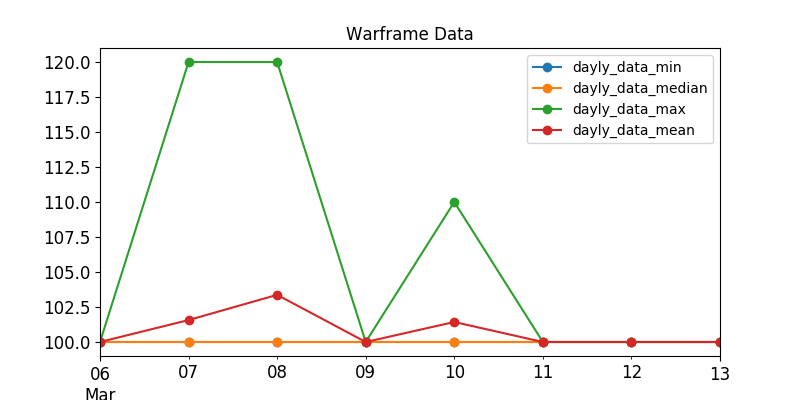 Warframe Data
dayly_data_min
dayly_data_median
dayly_data_max
dayly_data_mean
120.0
117.5
115.0
112.5
110.0
107.5
105.0
102.5
100.0
06 07 08 09 10 11 12 13
Mar